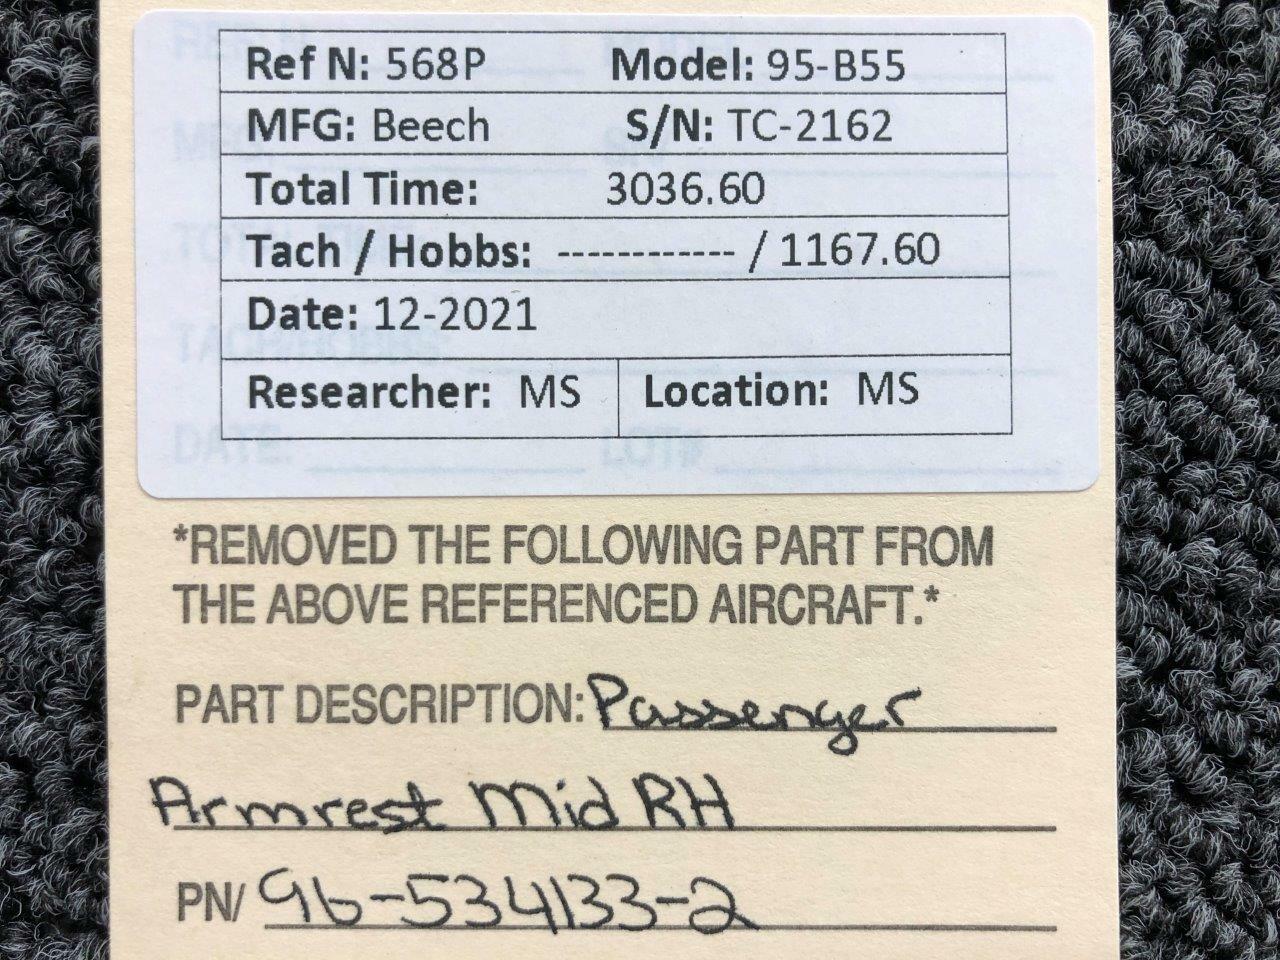 Ref N: 568P Model: 95-B55
MFG: Beech S/N: TC-2162
Total Time: 3036.60
Tach / Hobbs: ------------ / 1167.60
Date: 12-2021
Researcher: MS Location: MS
DATE: LOT#
*REMOVED THE FOLLOWING PART FROM
THE ABOVE REFERENCED AIRCRAFT.*
PART DESCRIPTION: Passenger
Armrest Mid RH
PN/ 96-534133-2